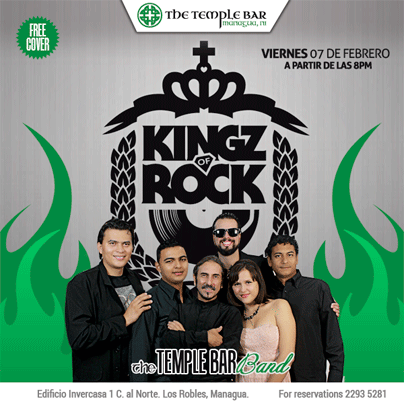 THE TEMPLE BAR
MANAGUA, NI
FREE
COVER
VIERNES 07 DE FEBRERO
A PARTIR DE LAS 8PM
KINGZ
OF
ROCK
the TEMPLE BAR Band
Edificio Invercasa 1 C. al Norte. Los Robles, Managua. For reservations 2293 5281